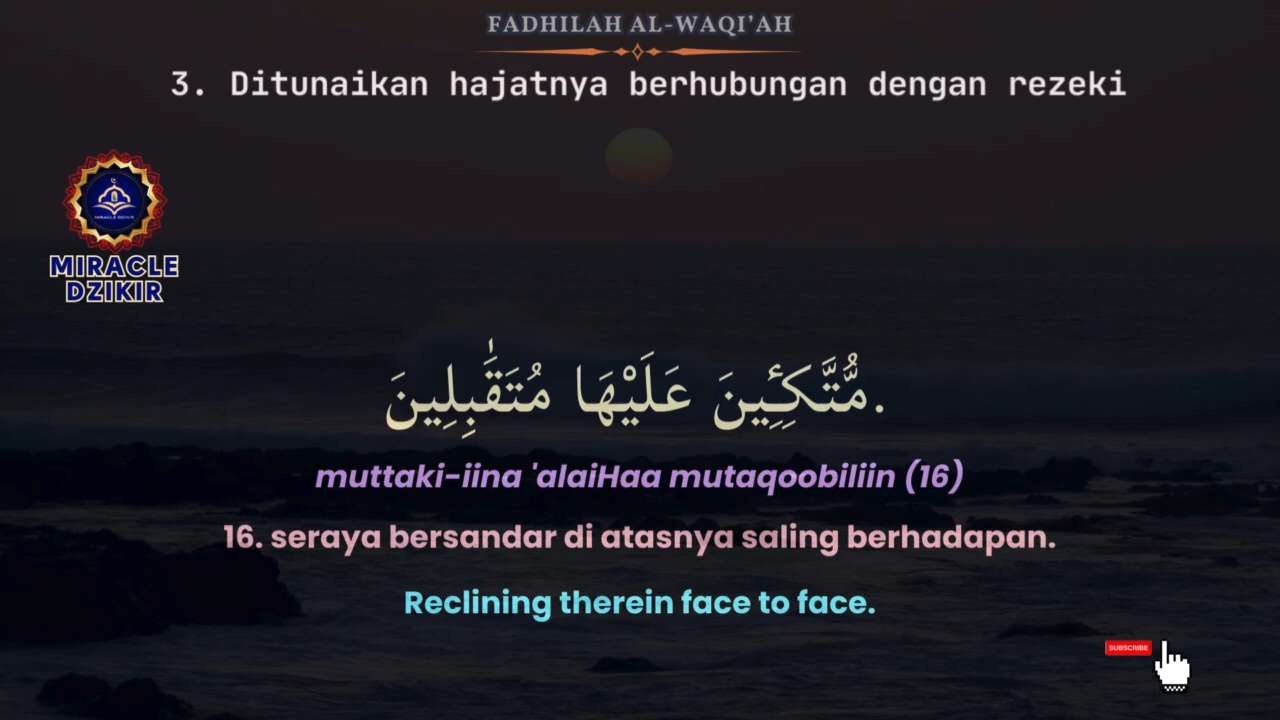 FADHILAH AL-WAQI’AH
3. Ditunaikan hajatnya berhubungan dengan rezeki
MIRACLE
DZIKIR
مُّتَّكِـِٔينَ عَلَيْهَا مُتَقَٰبِلِينَ.
muttaki-iina 'alaiHaa mutaqoobiliin (16)
16. seraya bersandar di atasnya saling berhadapan.
Reclining therein face to face.
SUBSCRIBE